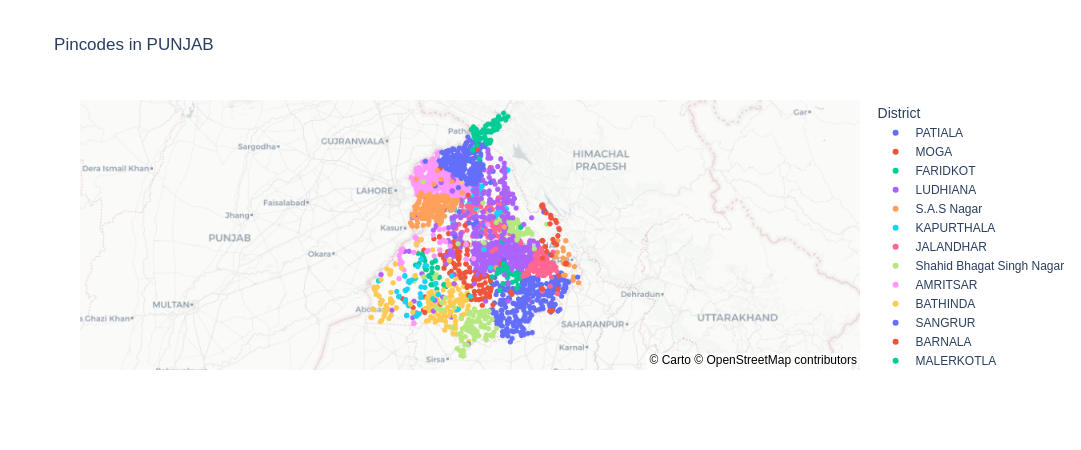 Pincodes in PUNJAB
District
PATIALA
MOGA
FARIDKOT
LUDHIANA
S.A.S Nagar
KAPURTHALA
JALANDHAR
Shahid Bhagat Singh Nagar
AMRITSAR
BATHINDA
SANGRUR
BARNALA
MALERKOTLA
Gar
Path
GUJRANWALA
Sargodha
HIMACHAL
PRADESH
Dera Ismail Khan
LAHORE
Faisalabad
Jhang
Kasur
PUNJAB
Okara
Dehradun
MULTAN
Abo
a Ghazi Khan
UTTARAKHAND
SAHARANPUR
Karnal
Sirsa
© Carto © OpenStreetMap contributors